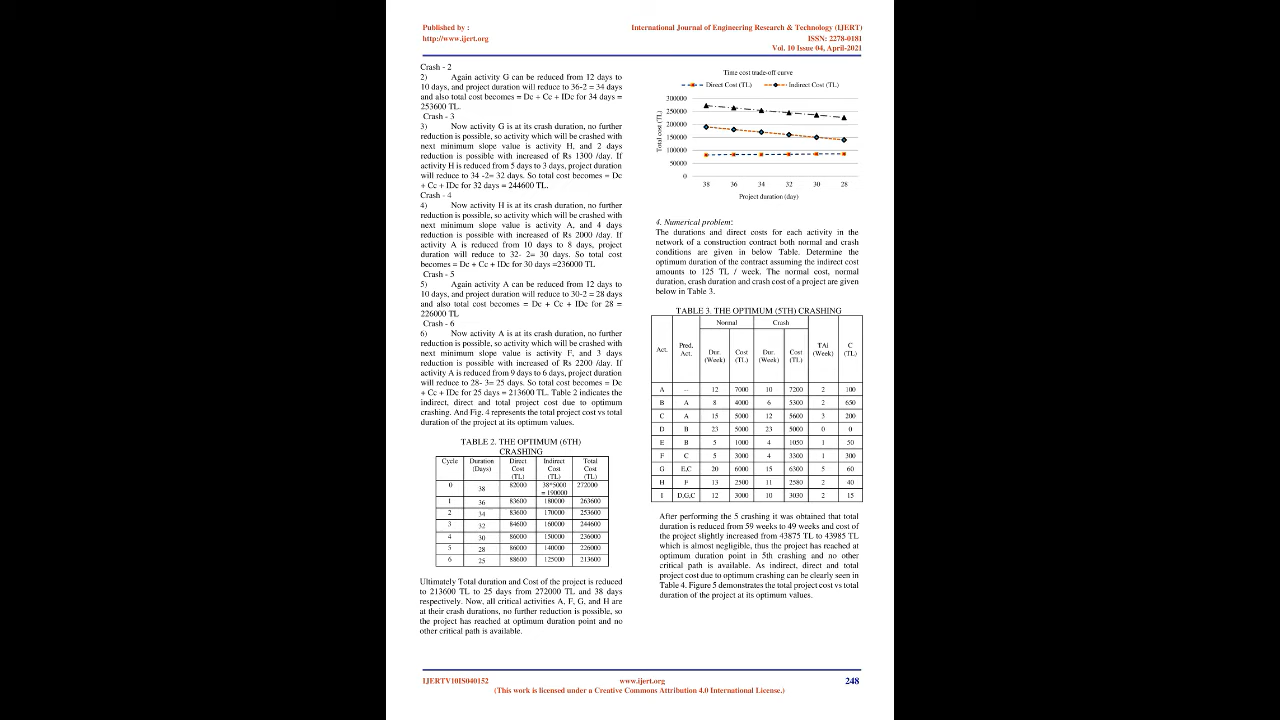 Published by :
http://www.ijert.org
International Journal of Engineering Research & Technology (IJERT)
ISSN: 2278-0181
Vol. 10 Issue 04, April-2021
Crash - 2
2) Again activity G can be reduced from 12 days to
10 days, and project duration will reduce to 36-2 = 34 days
and also total cost becomes = Dc + Cc + IDc for 34 days =
253600 TL.
Crash - 3
3) Now activity G is at its crash duration, no further
reduction is possible, so activity which will be crashed with
next minimum slope value is activity H, and 2 days
reduction is possible with increased of Rs 1300 /day. If
activity H is reduced from 5 days to 3 days, project duration
will reduce to 34 -2= 32 days. So total cost becomes = Dc
+ Cc + IDc for 32 days = 244600 TL.
Crash - 4
4) Now activity H is at its crash duration, no further
reduction is possible, so activity which will be crashed with
next minimum slope value is activity A, and 4 days
reduction is possible with increased of Rs 2000 /day. If
activity A is reduced from 10 days to 8 days, project
duration will reduce to 32- 2= 30 days. So total cost
becomes = Dc + Cc + IDc for 30 days =236000 TL
Crash - 5
5) Again activity A can be reduced from 12 days to
10 days, and project duration will reduce to 30-2 = 28 days
and also total cost becomes = Dc + Cc + IDc for 28 =
226000 TL
Crash - 6
6) Now activity A is at its crash duration, no further
reduction is possible, so activity which will be crashed with
next minimum slope value is activity F, and 3 days
reduction is possible with increased of Rs 2200 /day. If
activity A is reduced from 9 days to 6 days, project duration
will reduce to 28- 3= 25 days. So total cost becomes = Dc
+ Cc + IDc for 25 days = 213600 TL. Table 2 indicates the
indirect, direct and total project cost due to optimum
crashing. And Fig. 4 represents the total project cost vs total
duration of the project at its optimum values.
TABLE 2. THE OPTIMUM (6TH)
CRASHING
Cycle Duration (Days) Direct Cost (TL) Indirect Cost (TL) Total Cost (TL)
0 38 82000 38*5000 = 190000 272000
1 36 83600 180000 263600
2 34 83600 170000 253600
3 32 84600 160000 244600
4 30 86000 150000 236000
5 28 86000 140000 226000
6 25 88600 125000 213600
Ultimately Total duration and Cost of the project is reduced
to 213600 TL to 25 days from 272000 TL and 38 days
respectively. Now, all critical activities A, F, G, and H are
at their crash durations, no further reduction is possible, so
the project has reached at optimum duration point and no
other critical path is available.
Time cost trade-off curve
Direct Cost (TL) Indirect Cost (TL)
Total cost (TL)
300000
250000
200000
150000
100000
50000
0
38 36 34 32 30 28
Project duration (day)
4. Numerical problem:
The durations and direct costs for each activity in the
network of a construction contract both normal and crash
conditions are given in below Table. Determine the
optimum duration of the contract assuming the indirect cost
amounts to 125 TL / week. The normal cost, normal
duration, crash duration and crash cost of a project are given
below in Table 3.
TABLE 3. THE OPTIMUM (5TH) CRASHING
Normal Crash
Act. Pred. Act. Dur. (Week) Cost (TL) Dur. (Week) Cost (TL) TAi (Week) C (TL)
A -- 12 7000 10 7200 2 100
B A 8 4000 6 5300 2 650
C A 15 5000 12 5600 3 200
D B 23 5000 23 5000 0 0
E B 5 1000 4 1050 1 50
F C 5 3000 4 3300 1 300
G E,C 20 6000 15 6300 5 60
H F 13 2500 11 2580 2 40
I D,G,C 12 3000 10 3030 2 15
After performing the 5 crashing it was obtained that total
duration is reduced from 59 weeks to 49 weeks and cost of
the project slightly increased from 43875 TL to 43985 TL
which is almost negligible, thus the project has reached at
optimum duration point in 5th crashing and no other
critical path is available. As indirect, direct and total
project cost due to optimum crashing can be clearly seen in
Table 4. Figure 5 demonstrates the total project cost vs total
duration of the project at its optimum values.
IJERTV10IS040152
www.ijert.org
248
(This work is licensed under a Creative Commons Attribution 4.0 International License.)